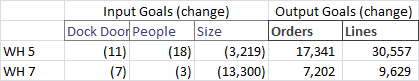 Input Goals (change) Output Goals (change)
Dock Door People Size Orders Lines
WH 5 (11) (18) (3,219) 17,341 30,557
WH 7 (7) (3) (13,300) 7,202 9,629